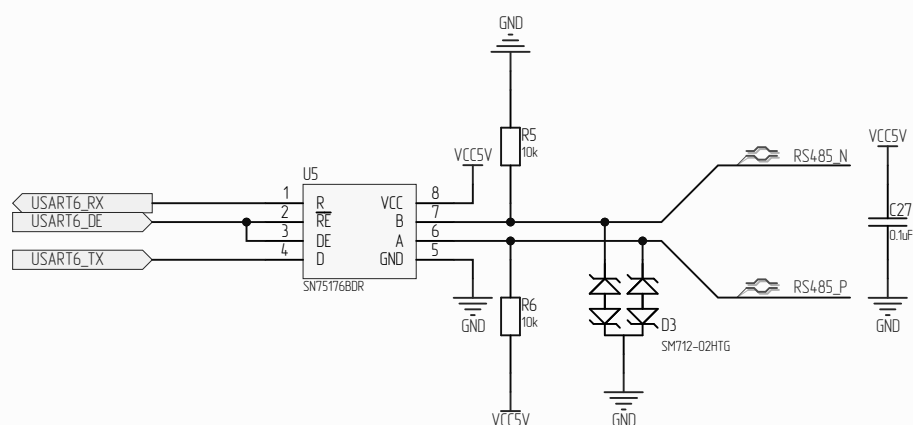 GND
R5
10k
VCC5V
VCC5V
RS485_N
U5
USART6_RX
1
R
VCC
8
USART6_DE
2
RE
B
7
3
DE
A
6
USART6_TX
4
D
GND
5
SN75176BDR
C27
0.1uF
RS485_P
GND
R6
10k
D3
SM712-02HTG
GND
VCC5V
GND